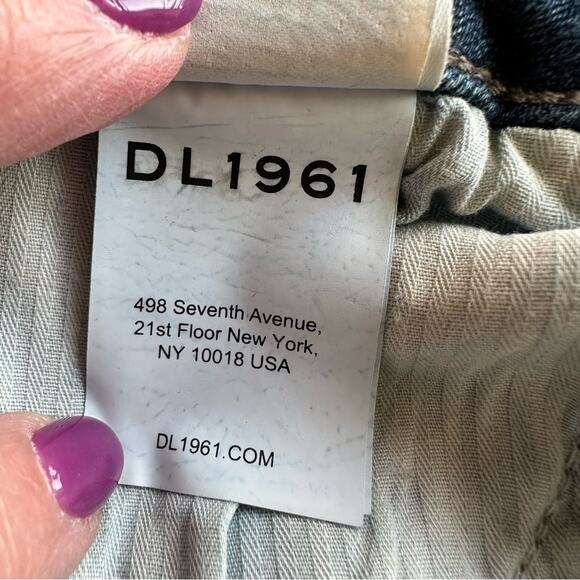 DL1961
498 Seventh Avenue,
21st Floor New York,
NY 10018 USA
DL1961.COM